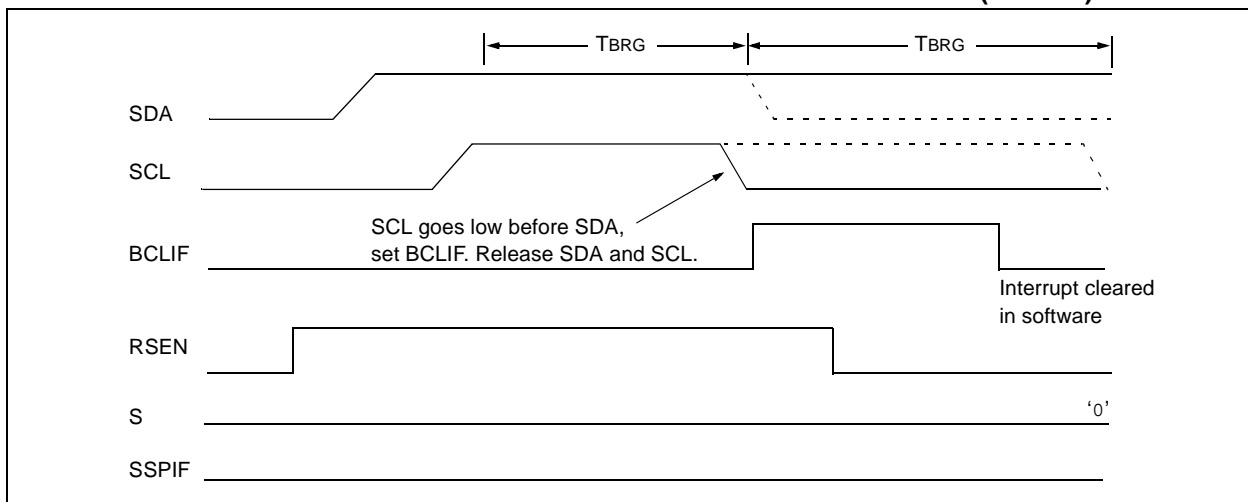 TBRG TBRG
SDA
SCL
SCL goes low before SDA,
set BCLIF. Release SDA and SCL.
BCLIF
Interrupt cleared
in software
RSEN
S
‘0’
SSPIF